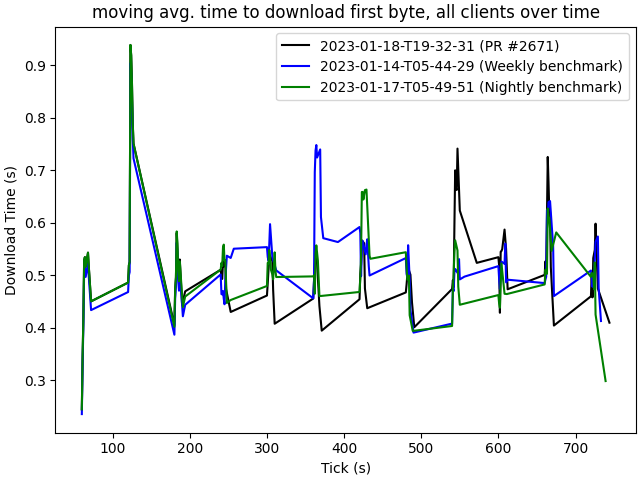 moving avg. time to download first byte, all clients over time
2023-01-18-T19-32-31 (PR #2671)
2023-01-14-T05-44-29 (Weekly benchmark)
2023-01-17-T05-49-51 (Nightly benchmark)
Download Time (s)
0.9
0.8
0.7
0.6
0.5
0.4
0.3
100 200 300 400 500 600 700
Tick (s)